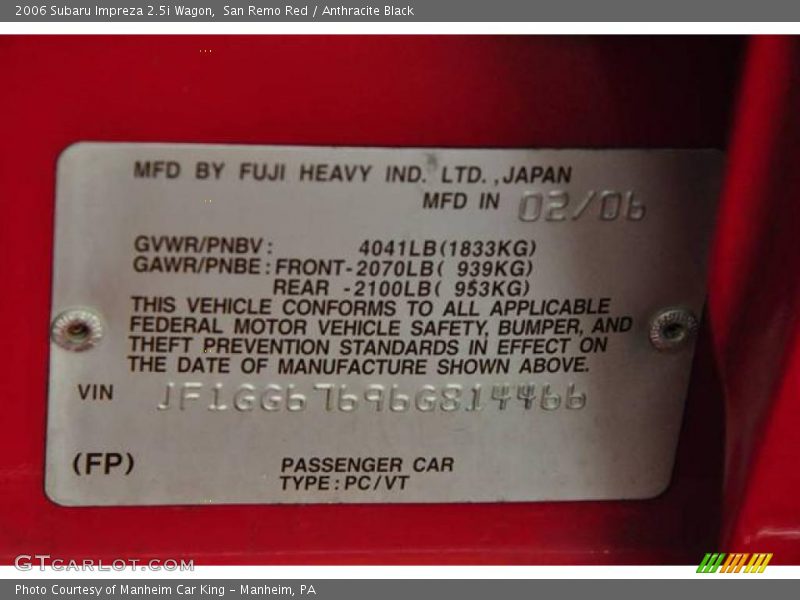 2006 Subaru Impreza 2.5i Wagon,  San Remo Red / Anthracite Black
MFD BY FUJI HEAVY IND. LTD. ,JAPAN
MFD IN 02/06
GVWR/PNBV: 4041LB(1833KG)
GAWR/PNBE: FRONT-2070LB( 939KG)
REAR -2100LB( 953KG)
THIS VEHICLE CONFORMS TO ALL APPLICABLE
FEDERAL MOTOR VEHICLE SAFETY, BUMPER, AND
THEFT PREVENTION STANDARDS IN EFFECT ON
THE DATE OF MANUFACTURE SHOWN ABOVE.
VIN JF1GG67696G814466
(FP) PASSENGER CAR
TYPE:PC/VT
GTCARLOT.COM
Photo Courtesy of Manheim Car King - Manheim, PA